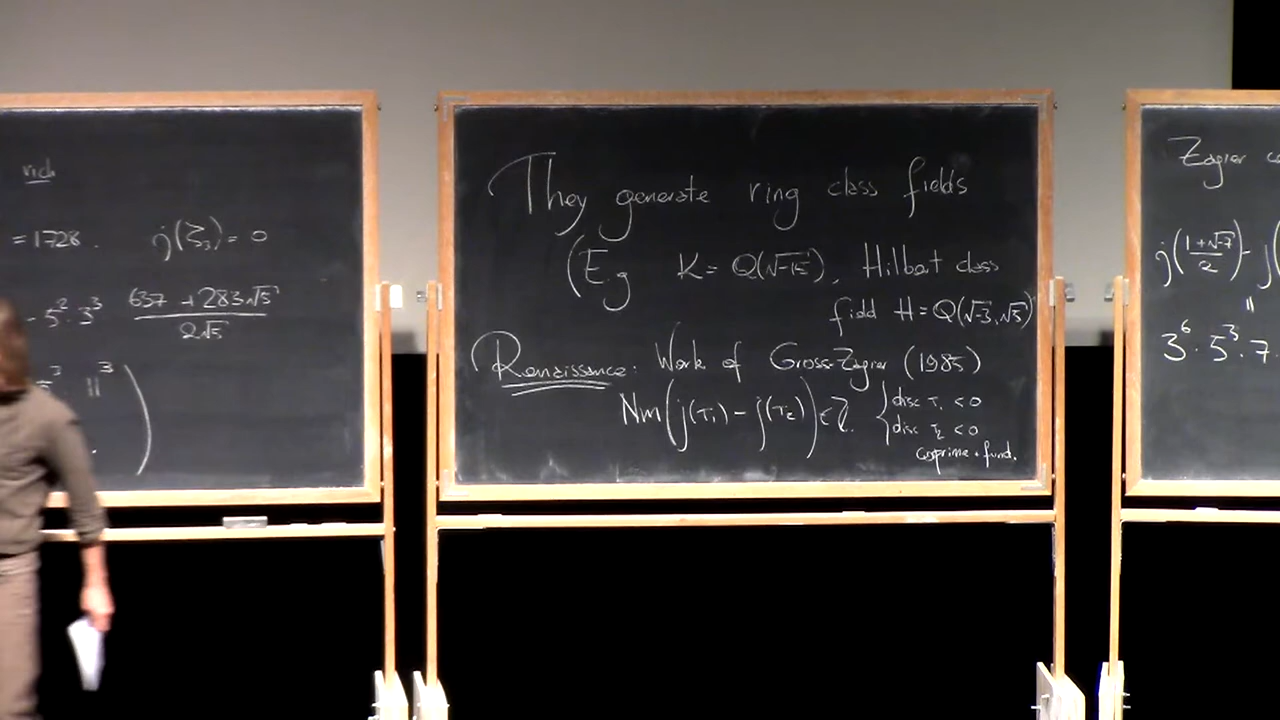 rich
= 1728 . j(ζ₃) = 0
- 5² · 3³ (637 + 283√5)/(2√5)
5³ 11³ )
They generate ring class fields
(E.g K = Q(√-15), Hilbert class
field H = Q(√-3, √5)
Renaissance: Work of Gross-Zagier (1985)
Nm(j(τ₁) - j(τ₂)) ∈ Z. { disc τ₁ < 0
disc τ₂ < 0
coprime + fund.
Zagier
j((1+√-7)/2) - j(
||
3⁶ · 5³ · 7 .